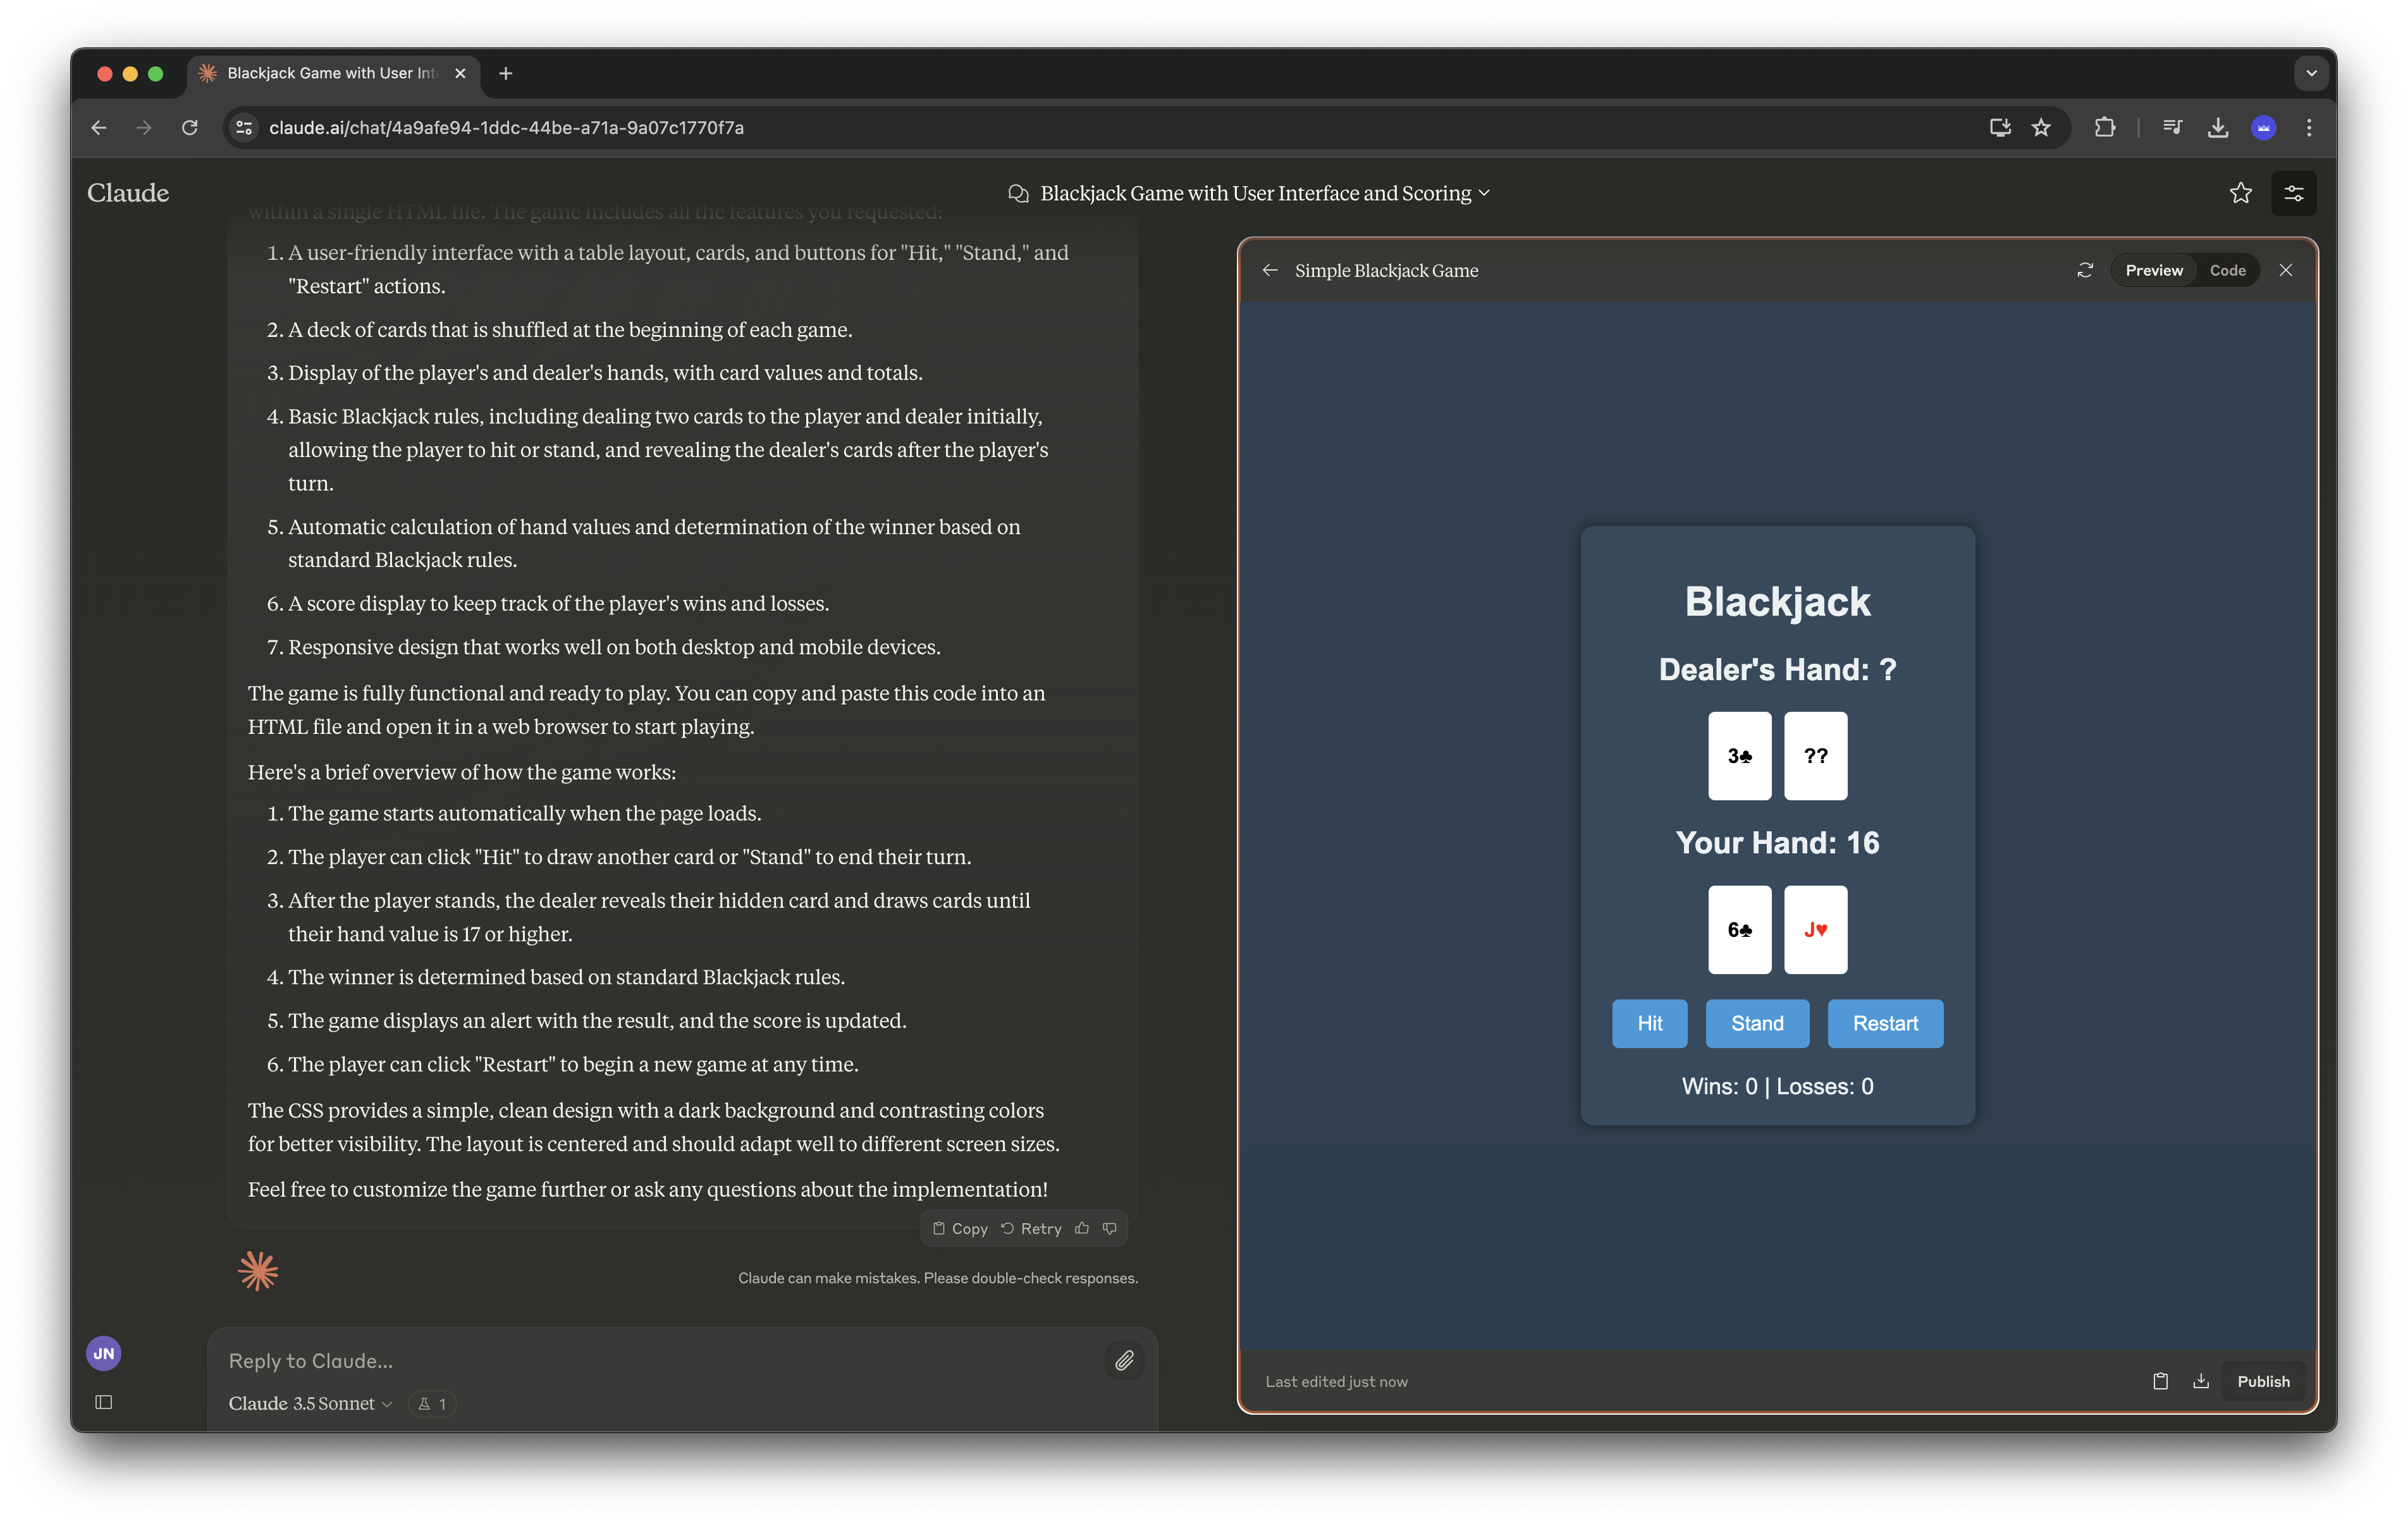 Blackjack Game with User Int
claude.ai/chat/4a9afe94-1ddc-44be-a71a-9a07c1770f7a
Claude
Blackjack Game with User Interface and Scoring
within a single HTML file. The game includes all the features you requested:
1. A user-friendly interface with a table layout, cards, and buttons for "Hit," "Stand," and
"Restart" actions.
2. A deck of cards that is shuffled at the beginning of each game.
3. Display of the player's and dealer's hands, with card values and totals.
4. Basic Blackjack rules, including dealing two cards to the player and dealer initially,
allowing the player to hit or stand, and revealing the dealer's cards after the player's
turn.
5. Automatic calculation of hand values and determination of the winner based on
standard Blackjack rules.
6. A score display to keep track of the player's wins and losses.
7. Responsive design that works well on both desktop and mobile devices.
The game is fully functional and ready to play. You can copy and paste this code into an
HTML file and open it in a web browser to start playing.
Here's a brief overview of how the game works:
1. The game starts automatically when the page loads.
2. The player can click "Hit" to draw another card or "Stand" to end their turn.
3. After the player stands, the dealer reveals their hidden card and draws cards until
their hand value is 17 or higher.
4. The winner is determined based on standard Blackjack rules.
5. The game displays an alert with the result, and the score is updated.
6. The player can click "Restart" to begin a new game at any time.
The CSS provides a simple, clean design with a dark background and contrasting colors
for better visibility. The layout is centered and should adapt well to different screen sizes.
Feel free to customize the game further or ask any questions about the implementation!
Copy Retry
Claude can make mistakes. Please double-check responses.
JN
Reply to Claude...
Claude 3.5 Sonnet 1
Simple Blackjack Game
Preview Code
Blackjack
Dealer's Hand: ?
3♣ ??
Your Hand: 16
6♣ J♥
Hit Stand Restart
Wins: 0 | Losses: 0
Last edited just now
Publish